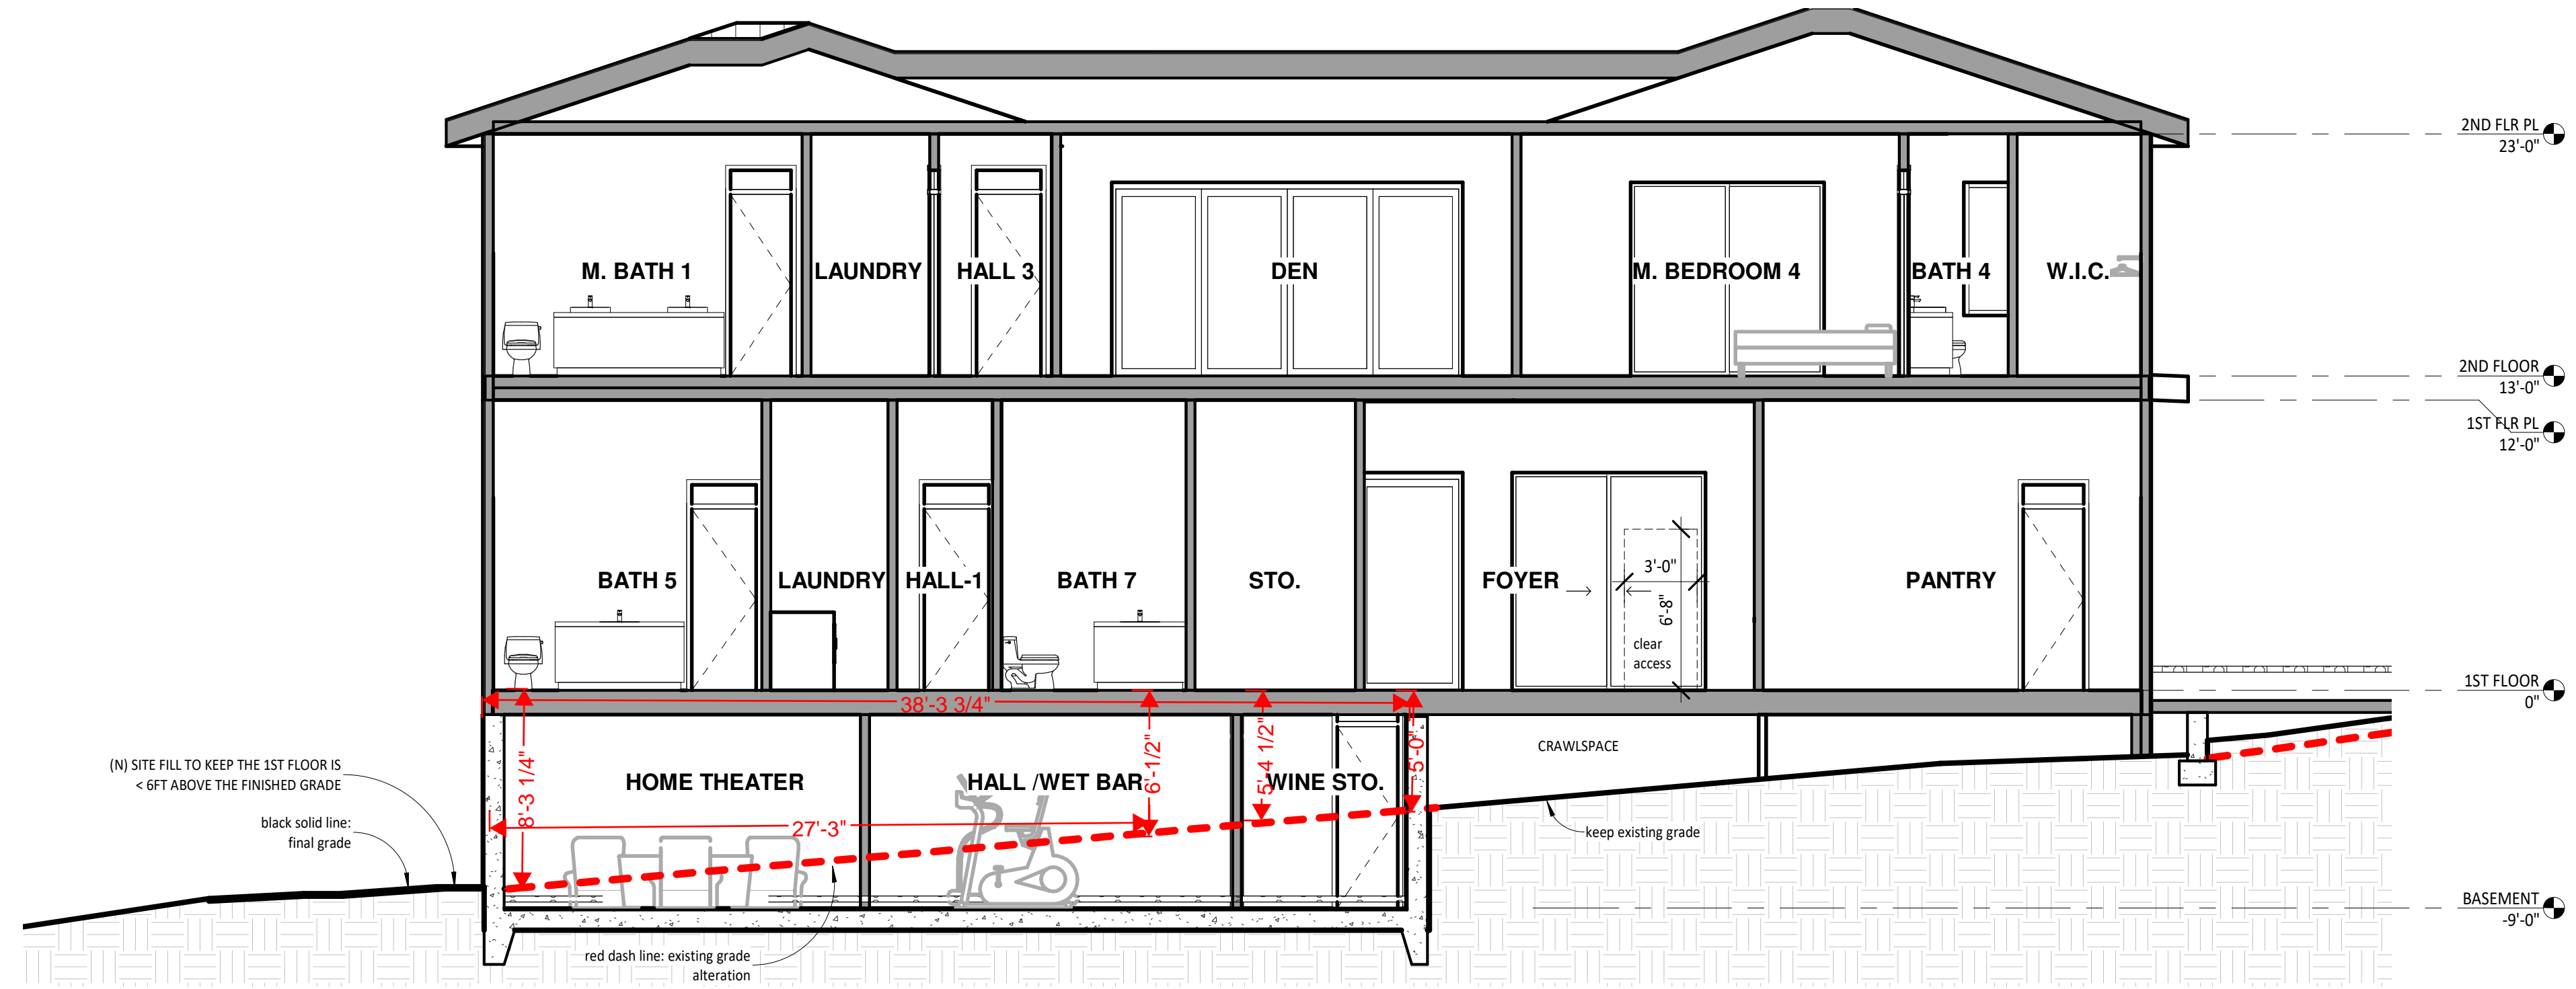 2ND FLR PL
23'-0"
M. BATH 1
LAUNDRY
HALL 3
DEN
M. BEDROOM 4
BATH 4
W.I.C.
2ND FLOOR
13'-0"
1ST FLR PL
12'-0"
BATH 5
LAUNDRY
HALL-1
BATH 7
STO.
FOYER
3'-0"
6'-8"
clear
access
PANTRY
1ST FLOOR
0"
38'-3 3/4"
8'-3 1/4"
6'-1/2"
5'-4 1/2"
5'-0"
CRAWLSPACE
(N) SITE FILL TO KEEP THE 1ST FLOOR IS
< 6FT ABOVE THE FINISHED GRADE
HOME THEATER
HALL /WET BAR
WINE STO.
27'-3"
black solid line:
final grade
keep existing grade
BASEMENT
-9'-0"
red dash line: existing grade
alteration